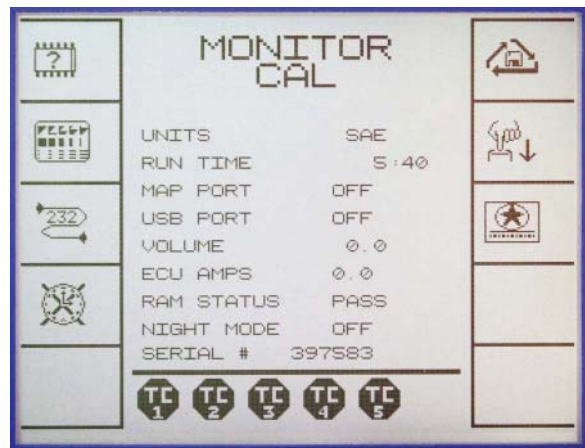 MONITOR
CAL
?
232
UNITS SAE
RUN TIME 5:40
MAP PORT OFF
USB PORT OFF
VOLUME 0.0
ECU AMPS 0.0
RAM STATUS PASS
NIGHT MODE OFF
SERIAL # 397583
TC 1 TC 2 TC 3 TC 4 TC 5